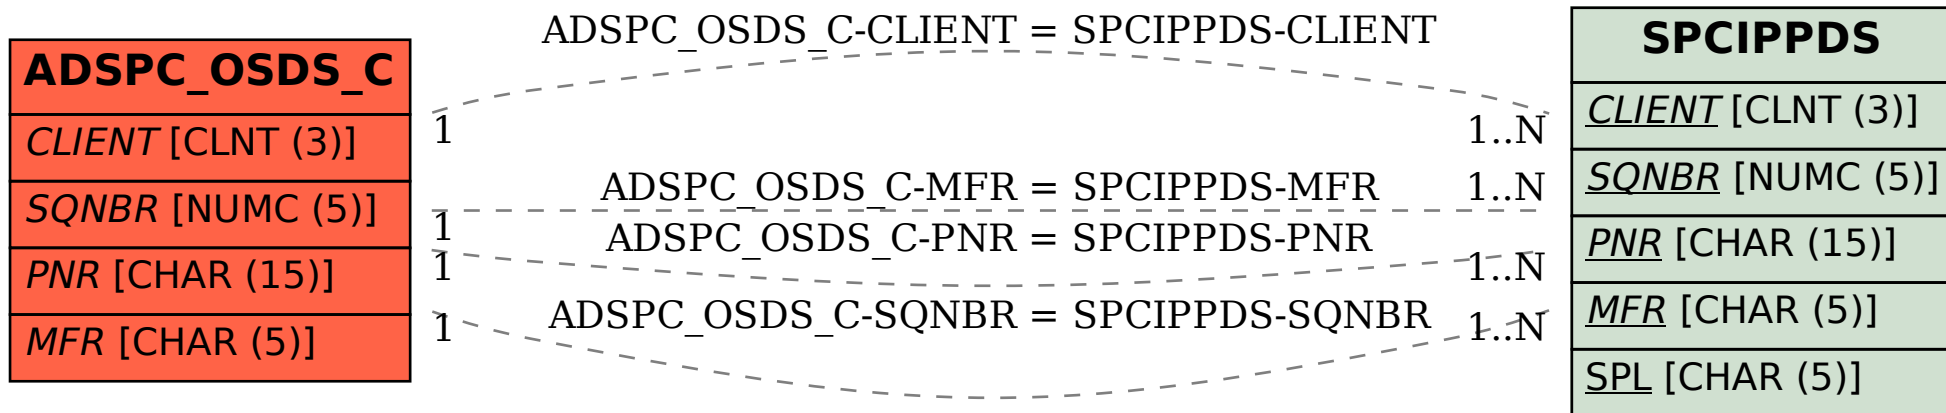 ADSPC_OSDS_C
CLIENT [CLNT (3)]
SQNBR [NUMC (5)]
PNR [CHAR (15)]
MFR [CHAR (5)]
ADSPC_OSDS_C-CLIENT = SPCIPPDS-CLIENT
1
1..N
ADSPC_OSDS_C-MFR = SPCIPPDS-MFR
1..N
1
ADSPC_OSDS_C-PNR = SPCIPPDS-PNR
1
1..N
ADSPC_OSDS_C-SQNBR = SPCIPPDS-SQNBR
1
1..N
SPCIPPDS
CLIENT [CLNT (3)]
SQNBR [NUMC (5)]
PNR [CHAR (15)]
MFR [CHAR (5)]
SPL [CHAR (5)]